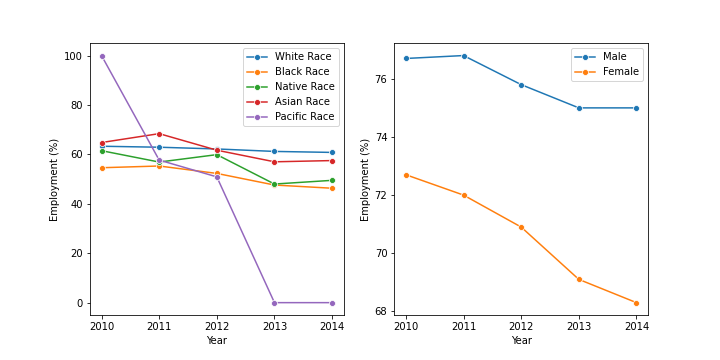 100
80
60
40
20
0
Employment (%)
2010 2011 2012 2013 2014
Year
White Race
Black Race
Native Race
Asian Race
Pacific Race
76
74
72
70
68
Employment (%)
2010 2011 2012 2013 2014
Year
Male
Female